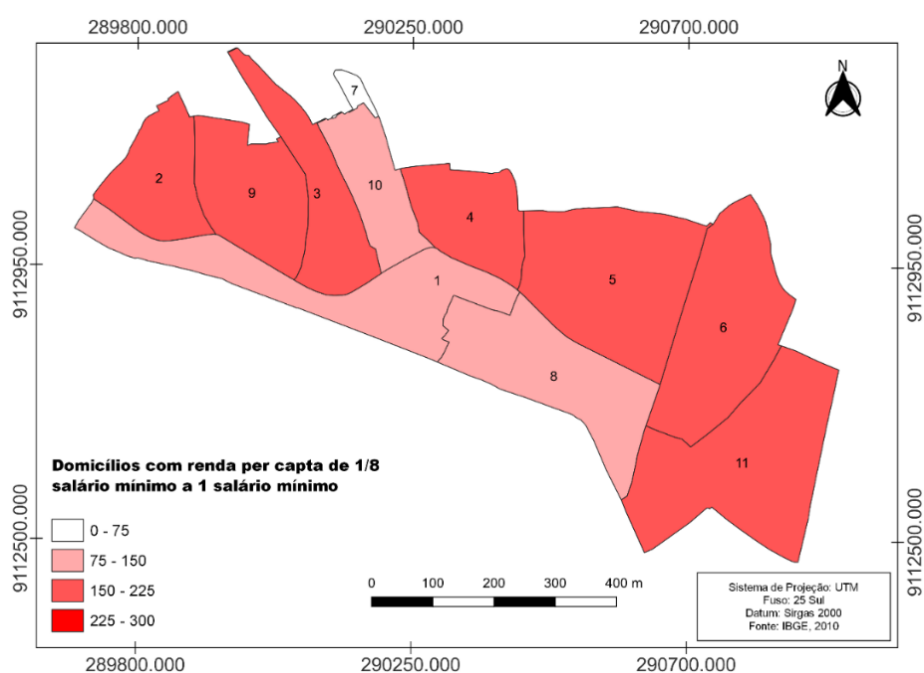 289800.000 290250.000 290700.000
N
7
2
9
3
10
4
9112950.000
9112950.000
1
5
6
8
11
Domicílios com renda per capta de 1/8
salário mínimo a 1 salário mínimo
0 - 75
75 - 150
150 - 225
225 - 300
9112500.000
9112500.000
0 100 200 300 400 m
Sistema de Projeção: UTM
Fuso: 25 Sul
Datum: Sirgas 2000
Fonte: IBGE, 2010
289800.000 290250.000 290700.000